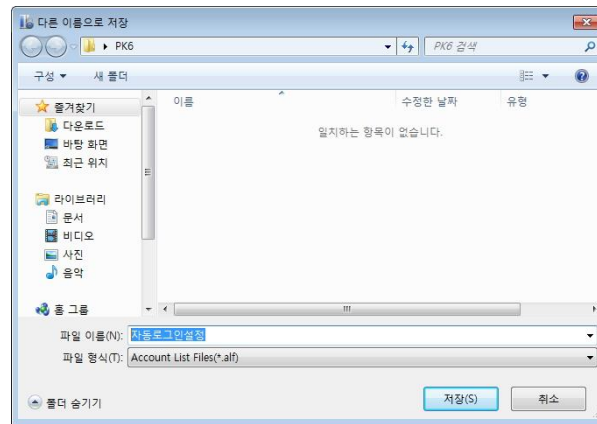 다른 이름으로 저장
PK6
PK6 검색
구성
새 폴더
즐겨찾기
다운로드
바탕 화면
최근 위치
라이브러리
문서
비디오
사진
음악
홈 그룹
이름
수정한 날짜
유형
일치하는 항목이 없습니다.
파일 이름(N): 자동로그인설정
파일 형식(T): Account List Files(*.alf)
폴더 숨기기
저장(S)
취소